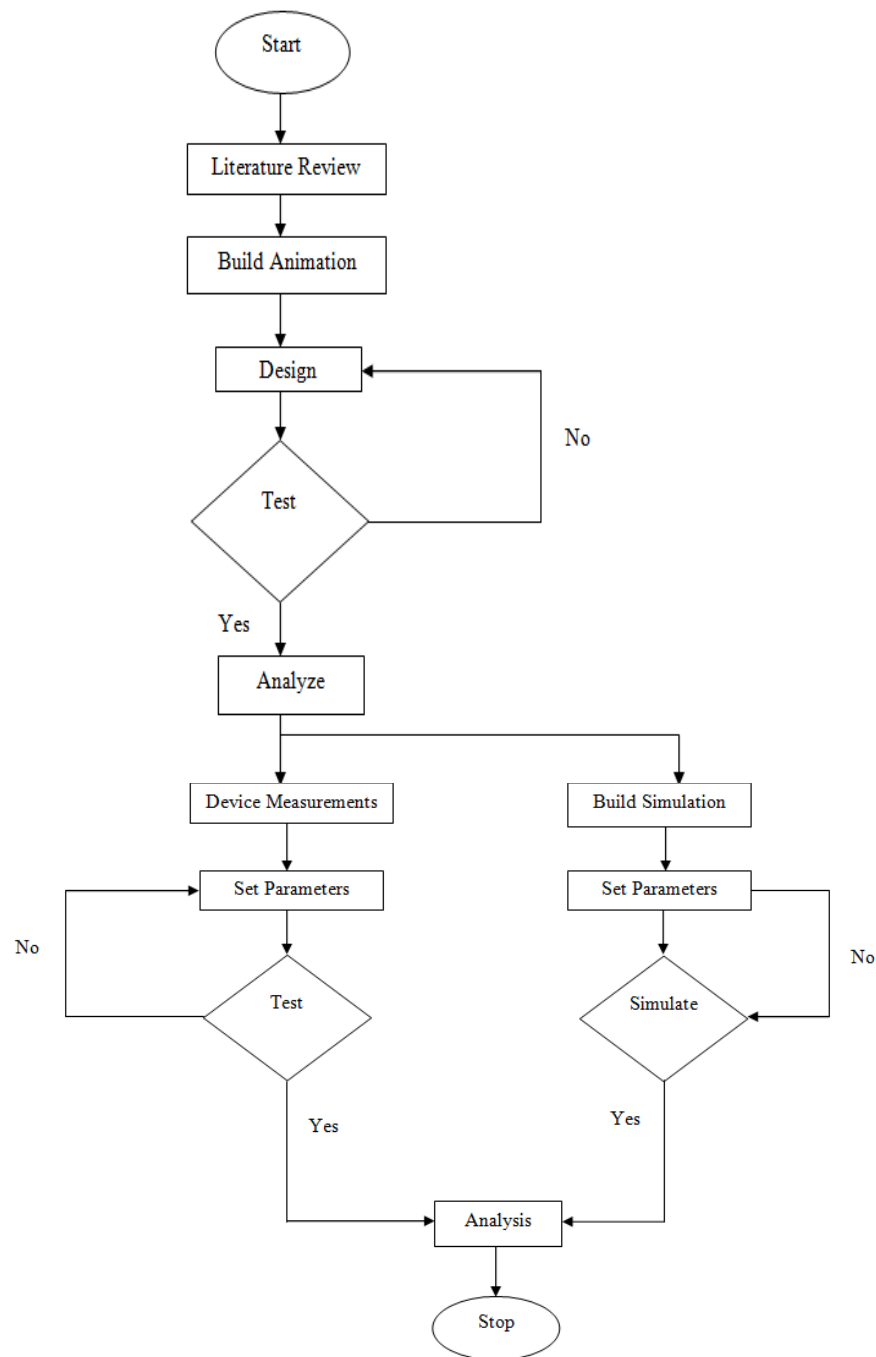 Start
Literature Review
Build Animation
Design
No
Test
Yes
Analyze
Device Measurements
Build Simulation
Set Parameters
Set Parameters
No
No
Test
Simulate
Yes
Yes
Analysis
Stop